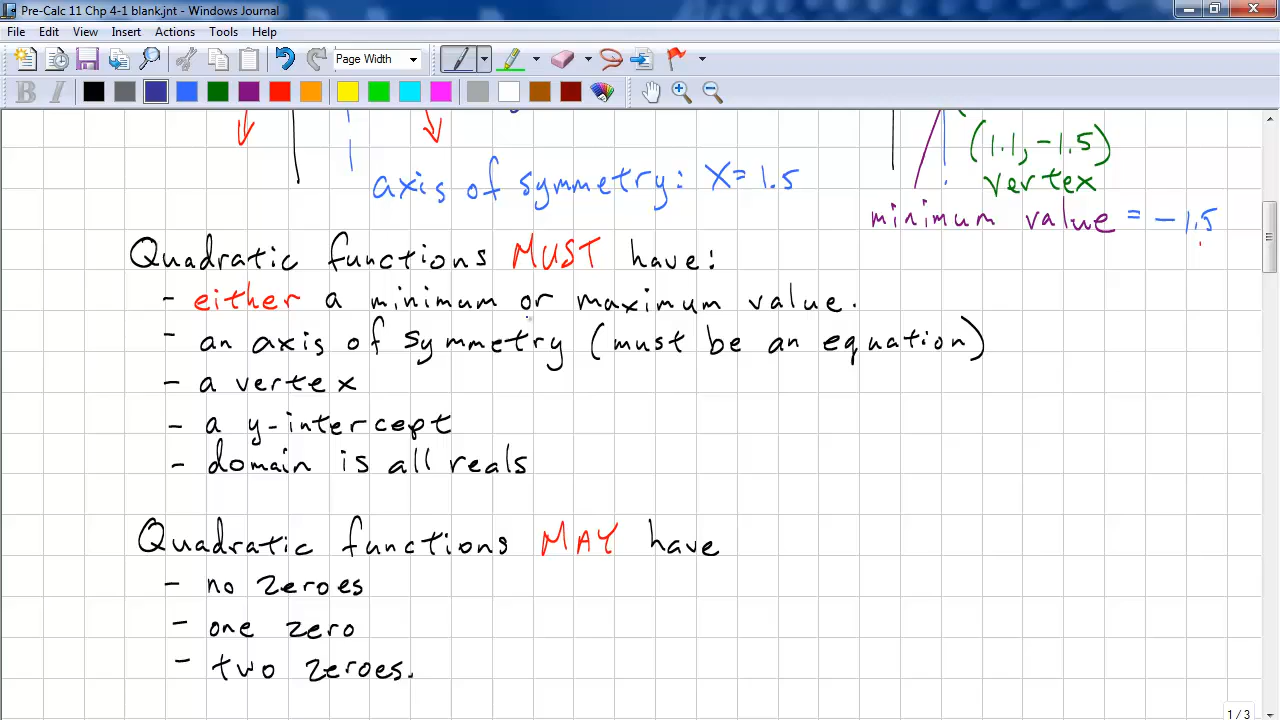 Pre-Calc 11 Chp 4-1 blank.jnt - Windows Journal
File Edit View Insert Actions Tools Help
Page Width
B I
(1.1, -1.5)
axis of symmetry: X = 1.5
vertex
minimum value = -1.5
Quadratic functions MUST have:
- either a minimum or maximum value.
- an axis of symmetry (must be an equation)
- a vertex
- a y-intercept
- domain is all reals
Quadratic functions MAY have
- no zeroes
- one zero
- two zeroes.
1 / 3